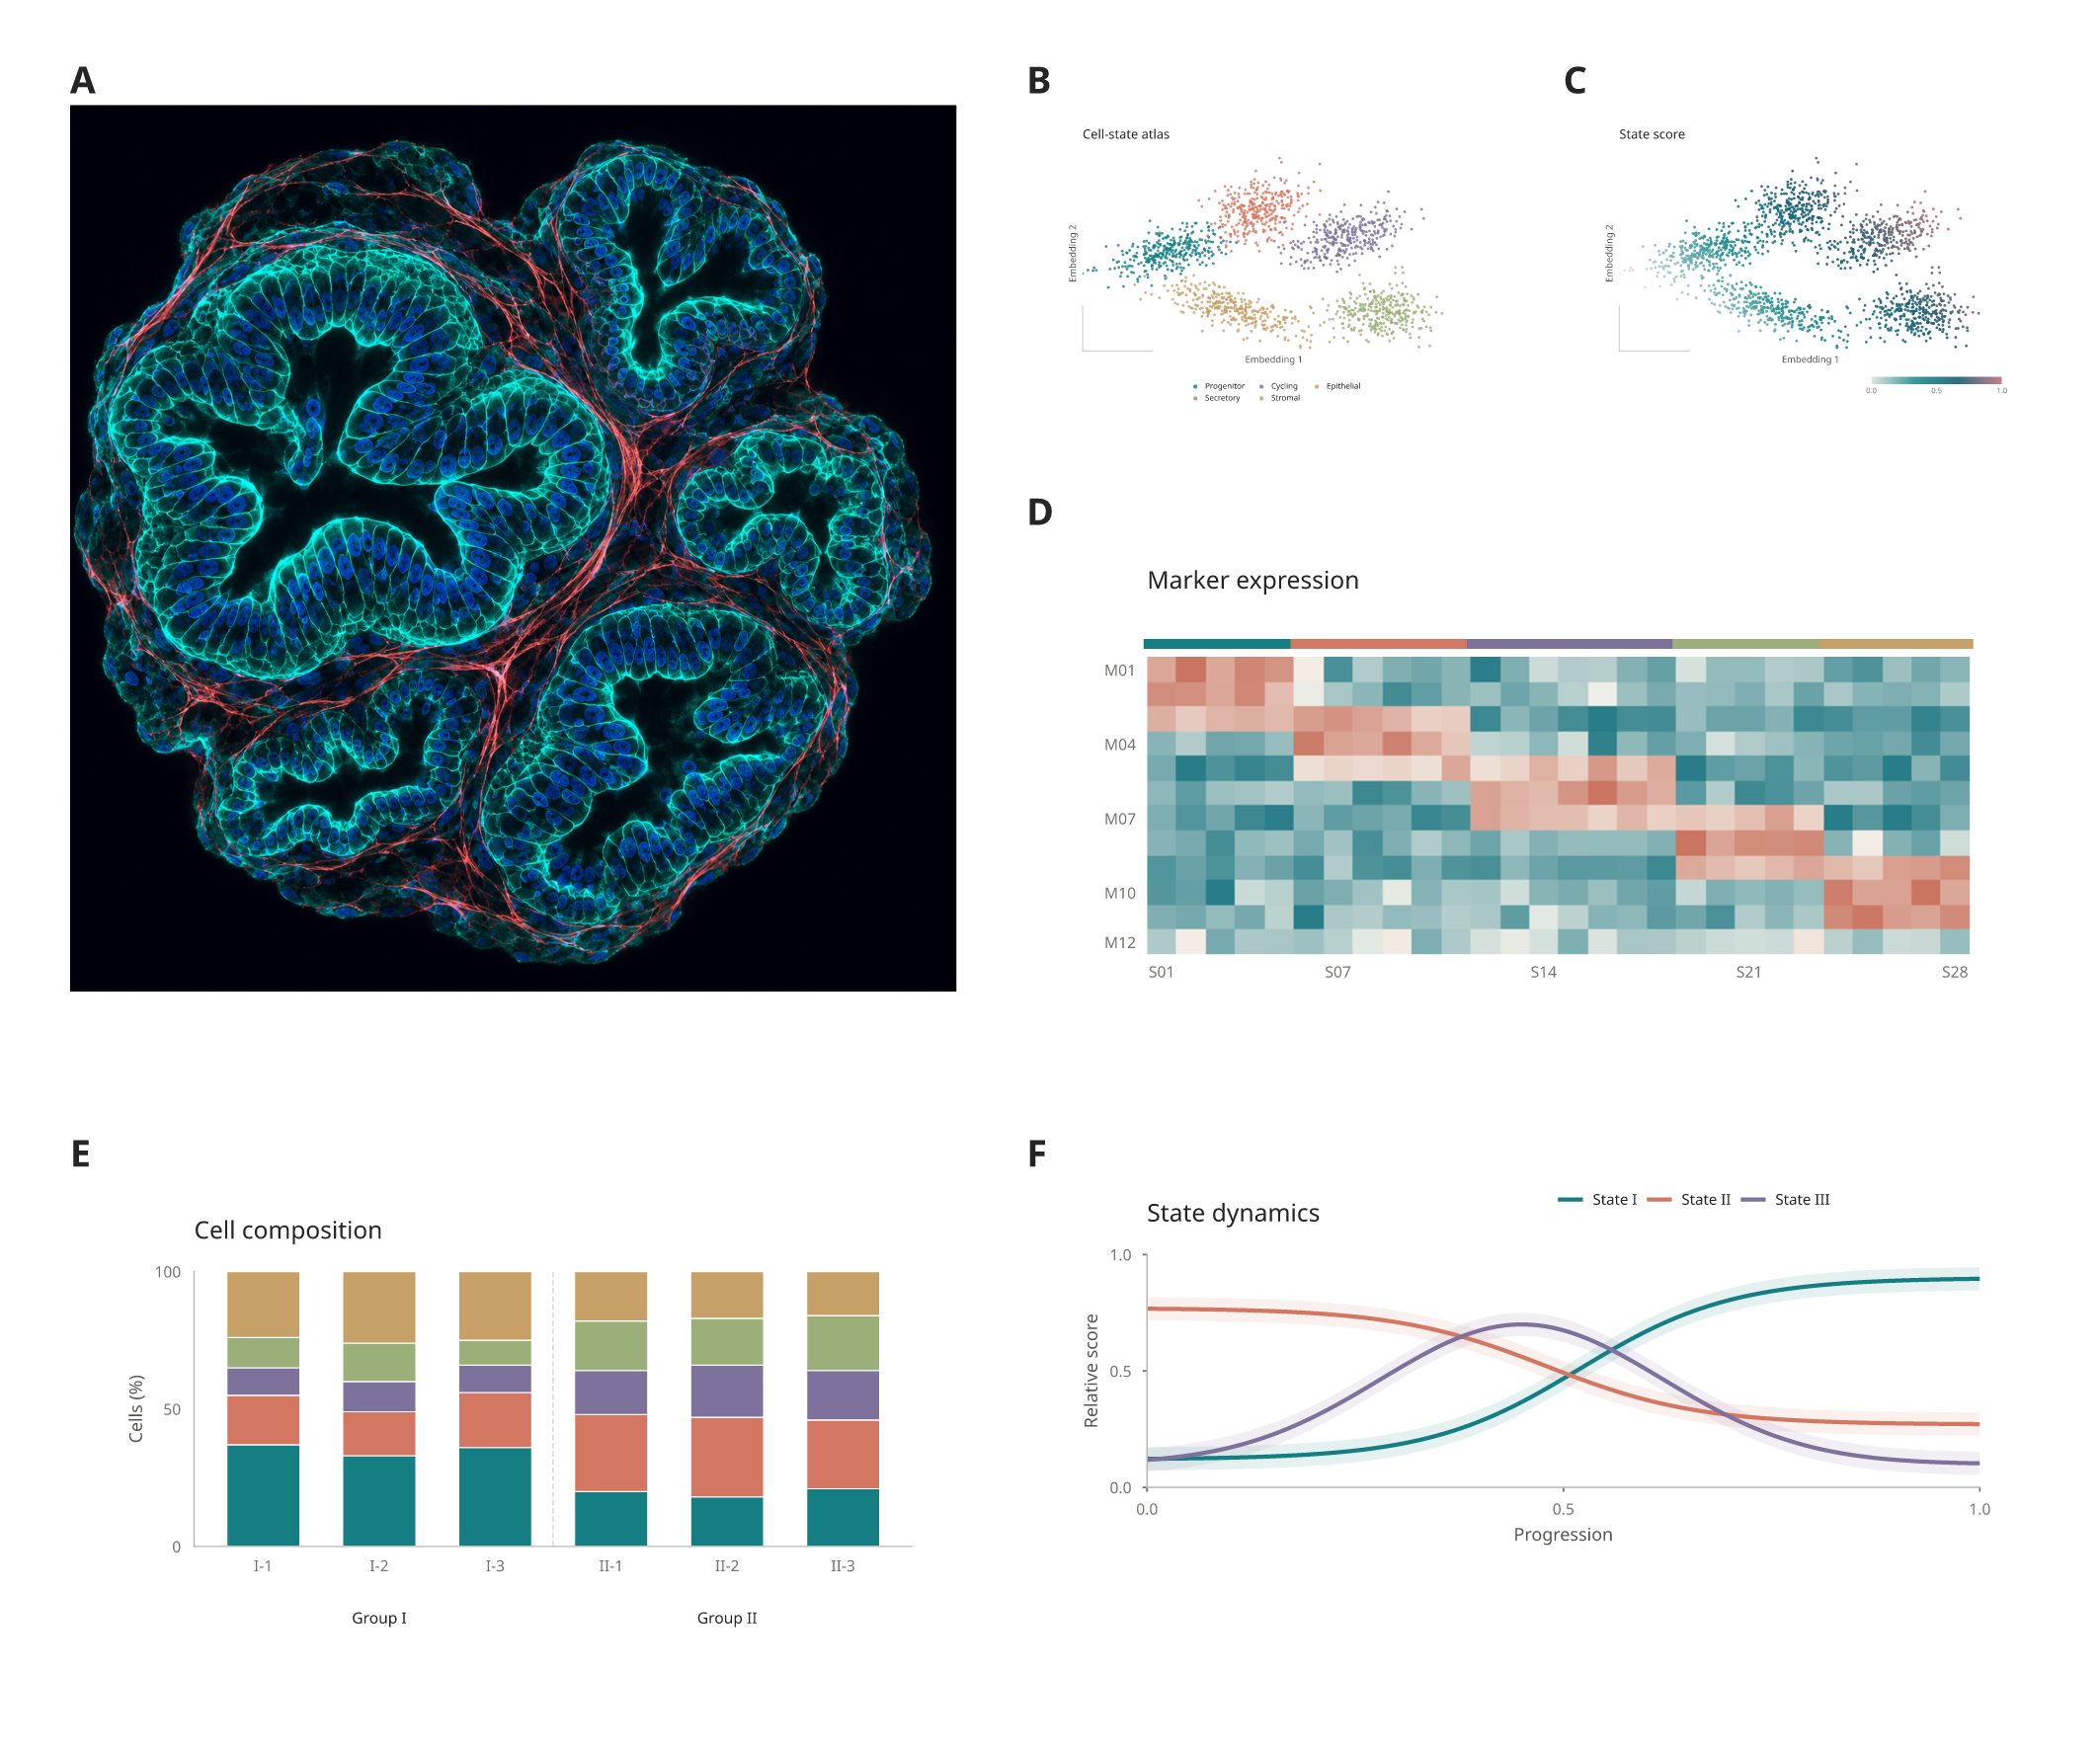 A
B
Cell-state atlas
Embedding 2
Embedding 1
Progenitor Cycling Epithelial
Secretory Stromal
C
State score
Embedding 2
Embedding 1
0.0 0.5 1.0
D
Marker expression
M01
M04
M07
M10
M12
S01 S07 S14 S21 S28
E
Cell composition
Cells (%)
100
50
0
I-1 I-2 I-3 II-1 II-2 II-3
Group I Group II
F
State dynamics
State I State II State III
Relative score
1.0
0.5
0.0
0.0 0.5 1.0
Progression